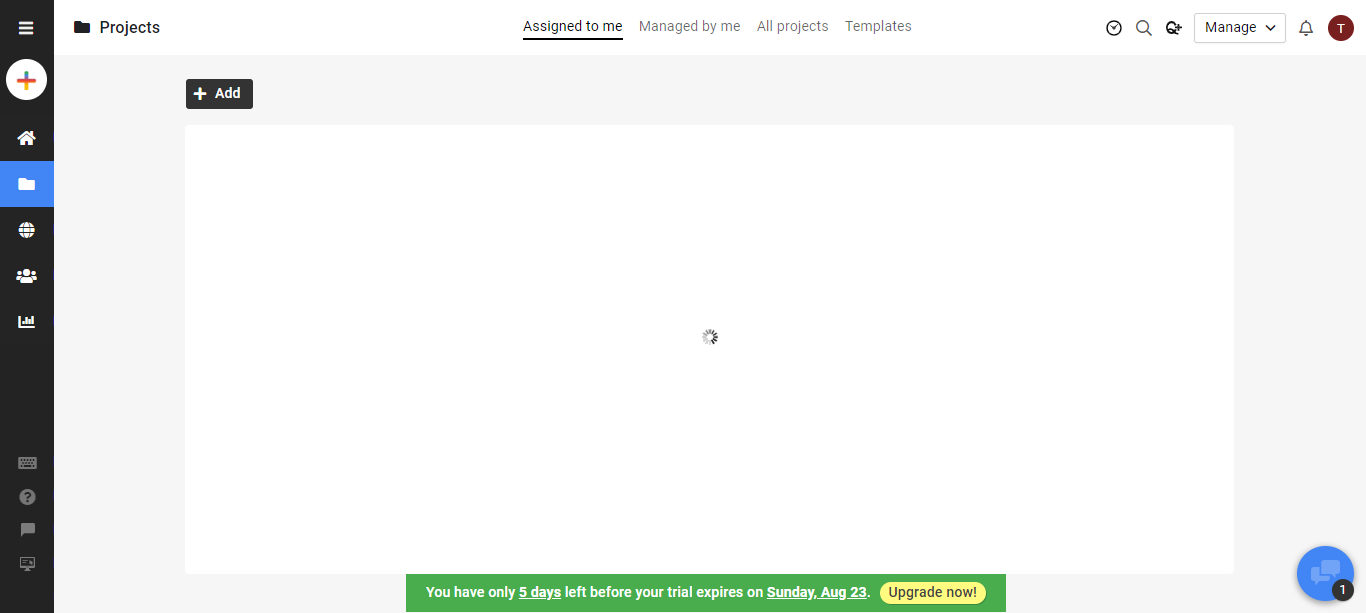 Projects
Assigned to me
Managed by me
All projects
Templates
Manage
T
Add
You have only 5 days left before your trial expires on Sunday, Aug 23. Upgrade now!
1